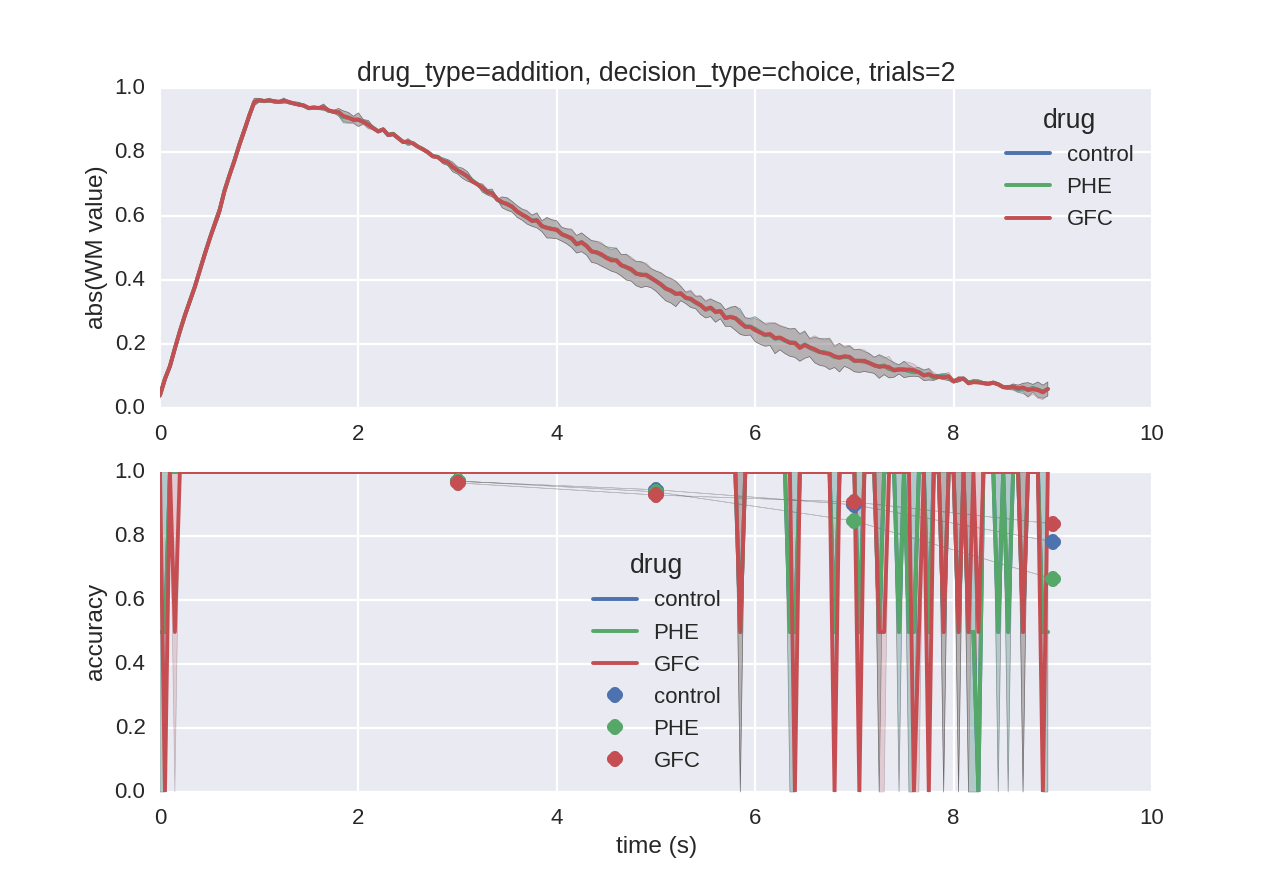 drug_type=addition, decision_type=choice, trials=2
1.0
0.8
0.6
0.4
0.2
0.0
abs(WM value)
drug
control
PHE
GFC
0 2 4 6 8 10
1.0
0.8
0.6
0.4
0.2
0.0
accuracy
drug
control
PHE
GFC
control
PHE
GFC
0 2 4 6 8 10
time (s)